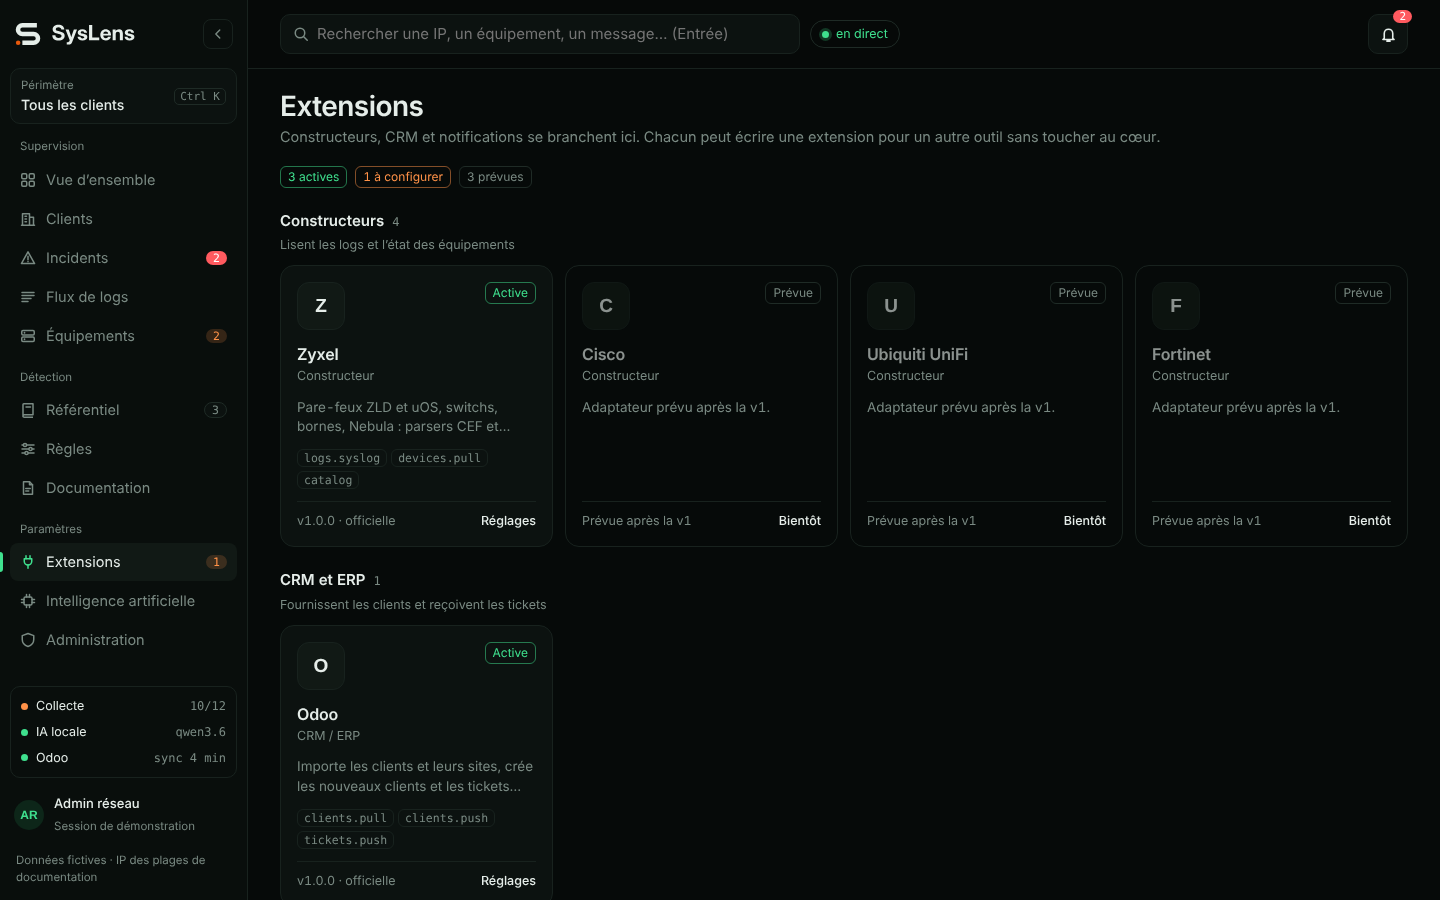 SysLens
Périmètre
Tous les clients
Ctrl K
Supervision
Vue d’ensemble
Clients
Incidents 2
Flux de logs
Équipements 2
Détection
Référentiel 3
Règles
Documentation
Paramètres
Extensions 1
Intelligence artificielle
Administration
Collecte 10/12
IA locale qwen3.6
Odoo sync 4 min
AR
Admin réseau
Session de démonstration
Données fictives · IP des plages de
documentation
Rechercher une IP, un équipement, un message... (Entrée)
en direct
2
Extensions
Constructeurs, CRM et notifications se branchent ici. Chacun peut écrire une extension pour un autre outil sans toucher au cœur.
3 actives
1 à configurer
3 prévues
Constructeurs 4
Lisent les logs et l’état des équipements
Z
Active
Zyxel
Constructeur
Pare-feux ZLD et uOS, switchs,
bornes, Nebula : parsers CEF et…
logs.syslog devices.pull
catalog
v1.0.0 · officielle Réglages
C
Prévue
Cisco
Constructeur
Adaptateur prévu après la v1.
Prévue après la v1 Bientôt
U
Prévue
Ubiquiti UniFi
Constructeur
Adaptateur prévu après la v1.
Prévue après la v1 Bientôt
F
Prévue
Fortinet
Constructeur
Adaptateur prévu après la v1.
Prévue après la v1 Bientôt
CRM et ERP 1
Fournissent les clients et reçoivent les tickets
O
Active
Odoo
CRM / ERP
Importe les clients et leurs sites, crée
les nouveaux clients et les tickets…
clients.pull clients.push
tickets.push
v1.0.0 · officielle Réglages